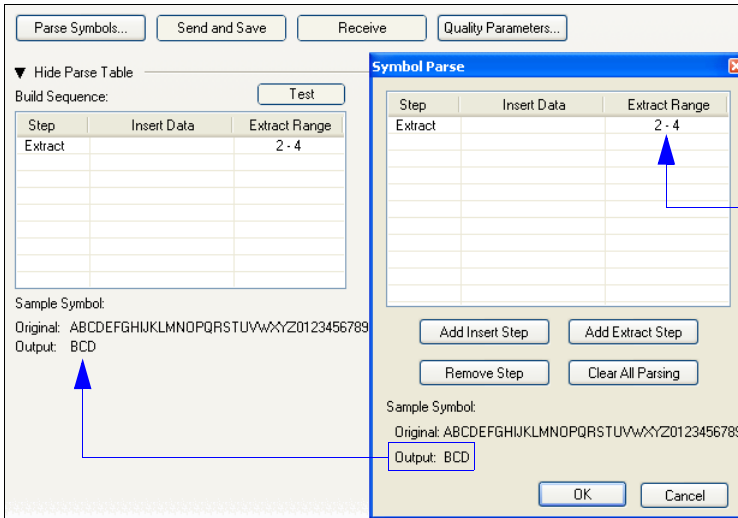 Parse Symbols... Send and Save Receive Quality Parameters...
▼ Hide Parse Table
Build Sequence: Test
Step Insert Data Extract Range
Extract 2 - 4
Sample Symbol:
Original: ABCDEFGHIJKLMNOPQRSTUVWXYZ0123456789
Output: BCD
Symbol Parse
Step Insert Data Extract Range
Extract 2 - 4
Add Insert Step Add Extract Step
Remove Step Clear All Parsing
Sample Symbol:
Original: ABCDEFGHIJKLMNOPQRSTUVWXYZ0123456789
Output: BCD
OK Cancel